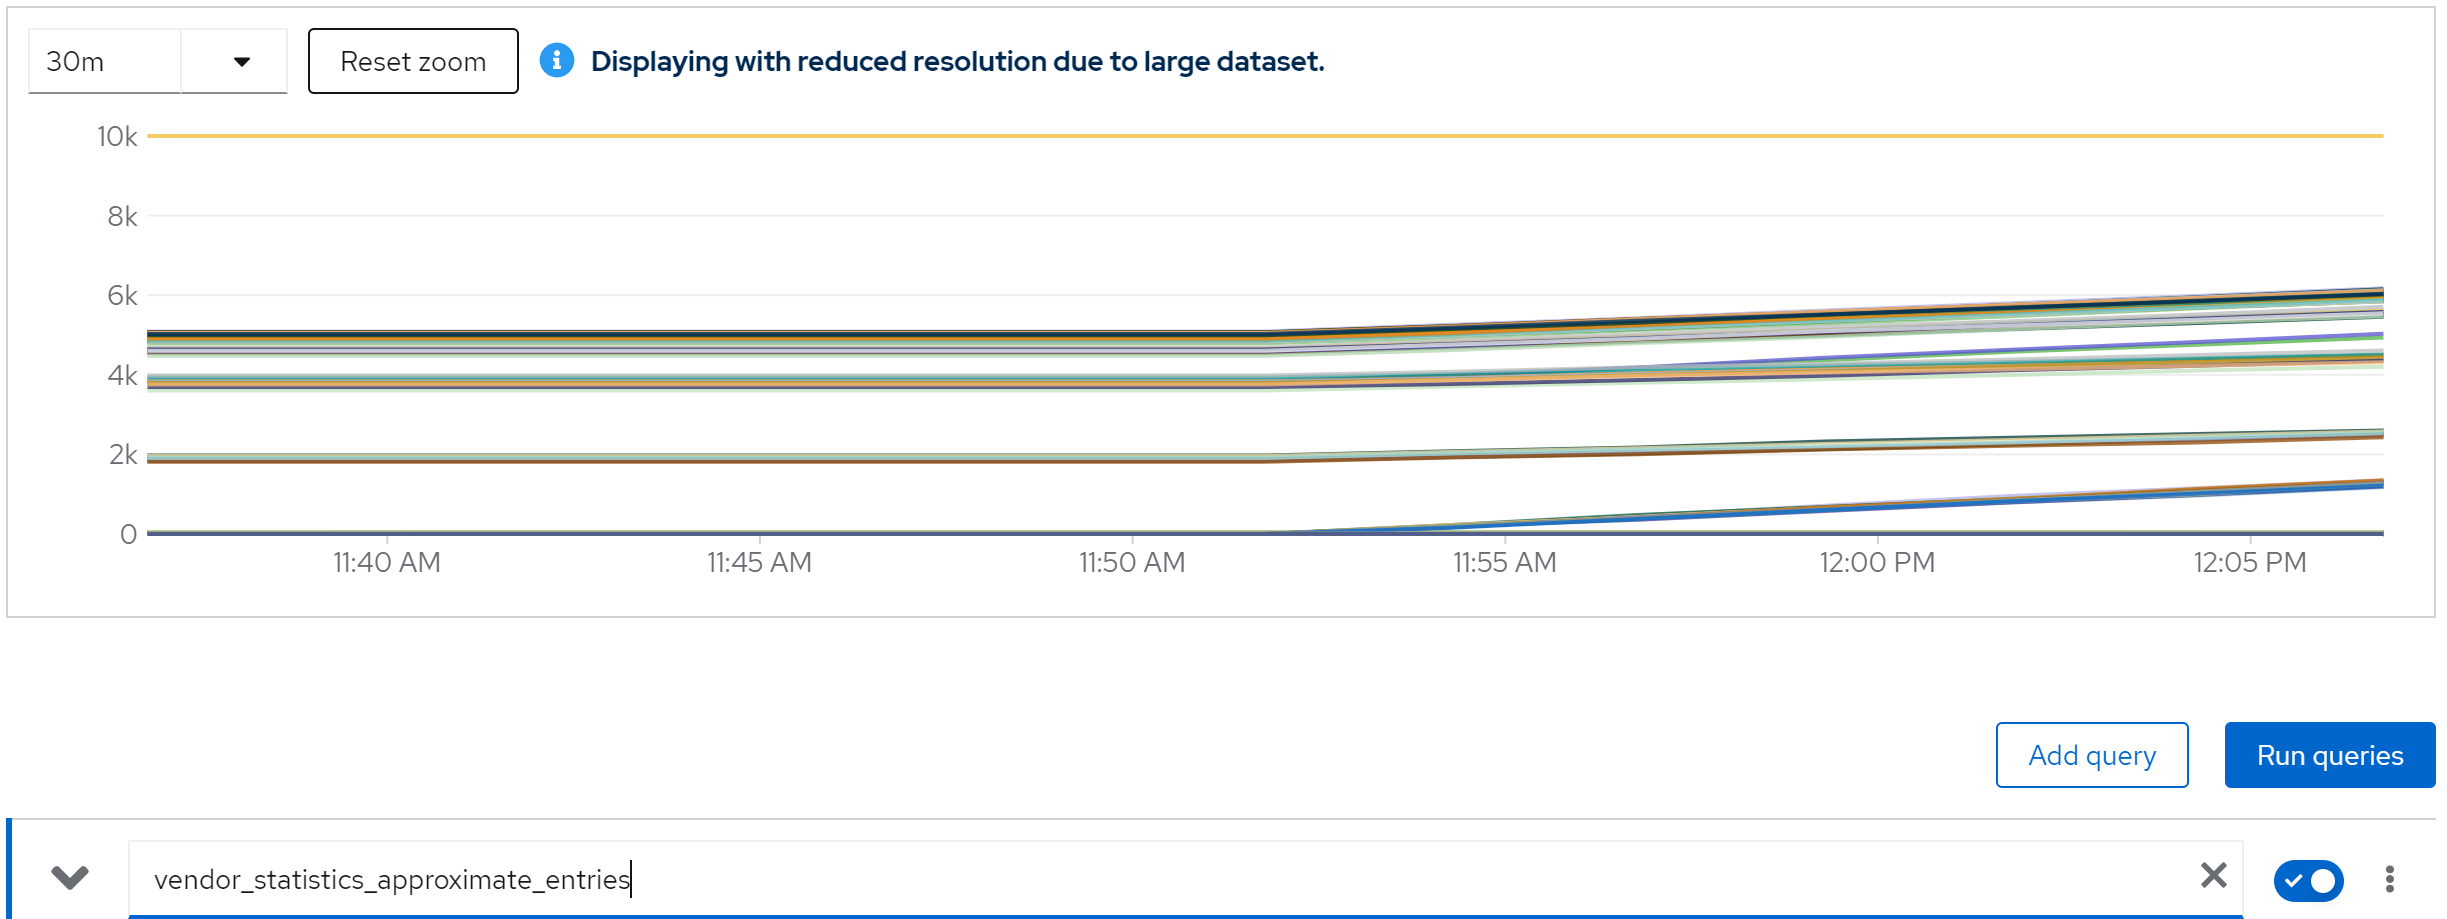 30m
Reset zoom
Displaying with reduced resolution due to large dataset.
10k
8k
6k
4k
2k
0
11:40 AM 11:45 AM 11:50 AM 11:55 AM 12:00 PM 12:05 PM
Add query
Run queries
vendor_statistics_approximate_entries